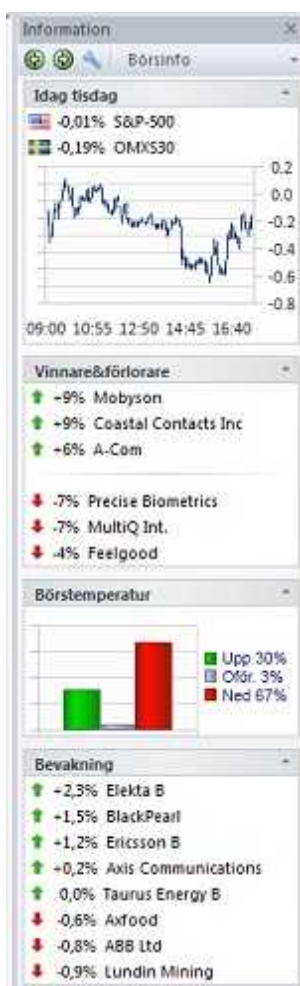 Information
Börsinfo
Idag tisdag
-0,01% S&P-500
-0,19% OMXS30
0.2
0.0
-0.2
-0.4
-0.6
-0.8
09:00 10:55 12:50 14:45 16:40
Vinnare&förlorare
+9% Mobyson
+9% Coastal Contacts Inc
+6% A-Com
-7% Precise Biometrics
-7% MultiQ Int.
-4% Feelgood
Börstemperatur
Upp 30%
Oför. 3%
Ned 67%
Bevakning
+2,3% Elekta B
+1,5% BlackPearl
+1,2% Ericsson B
+0,2% Axis Communications
0,0% Taurus Energy B
-0,6% Axfood
-0,8% ABB Ltd
-0,9% Lundin Mining